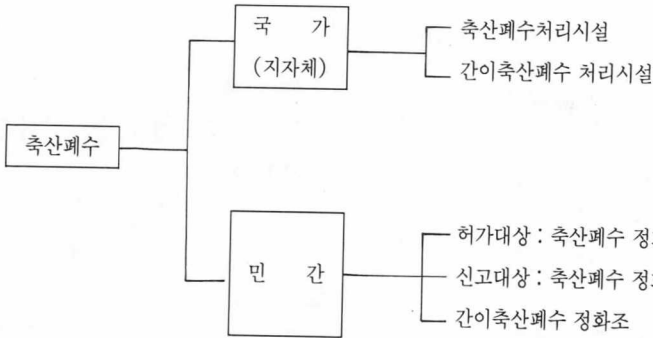 국 가
(지자체)
축산폐수처리시설
간이축산폐수 처리시설
축산폐수
민 간
허가대상 : 축산폐수
신고대상 : 축산폐수
간이축산폐수 정화조